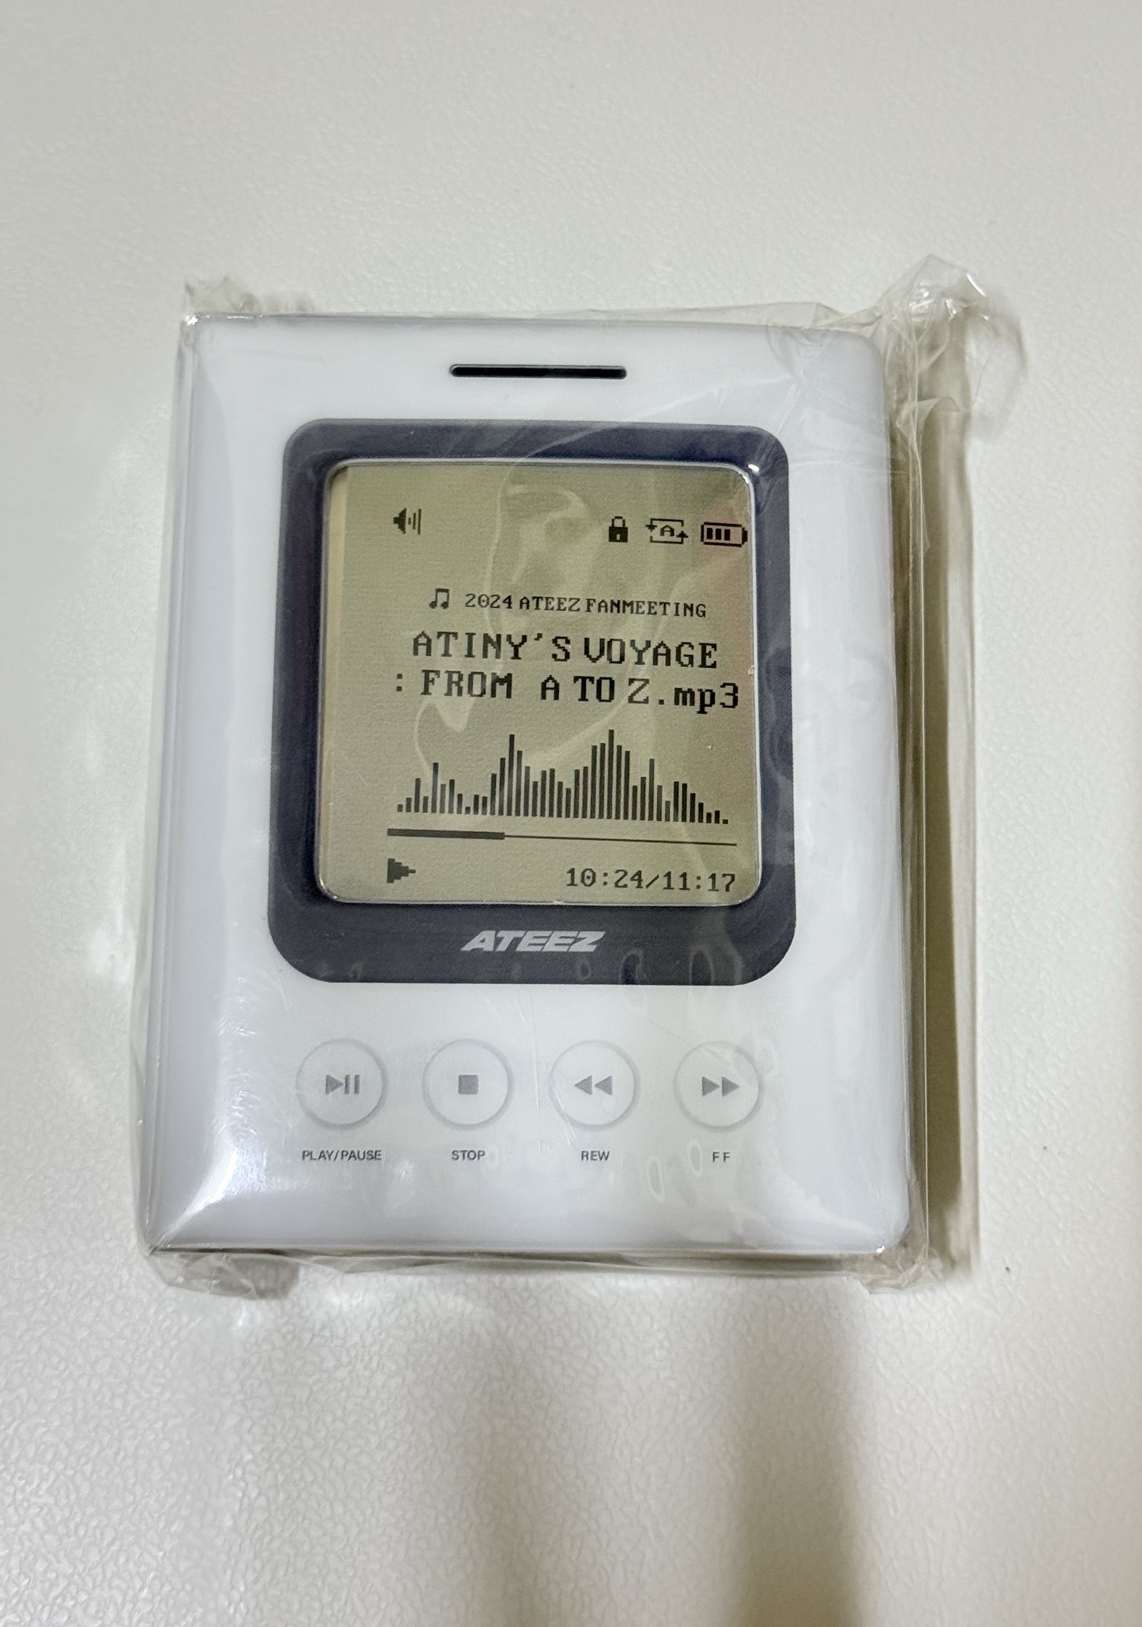 A
2024 ATEEZ FANMEETING
ATINY'S VOYAGE
: FROM A TO Z.mp3
10:24/11:17
ATEEZ
PLAY/PAUSE STOP REW FF